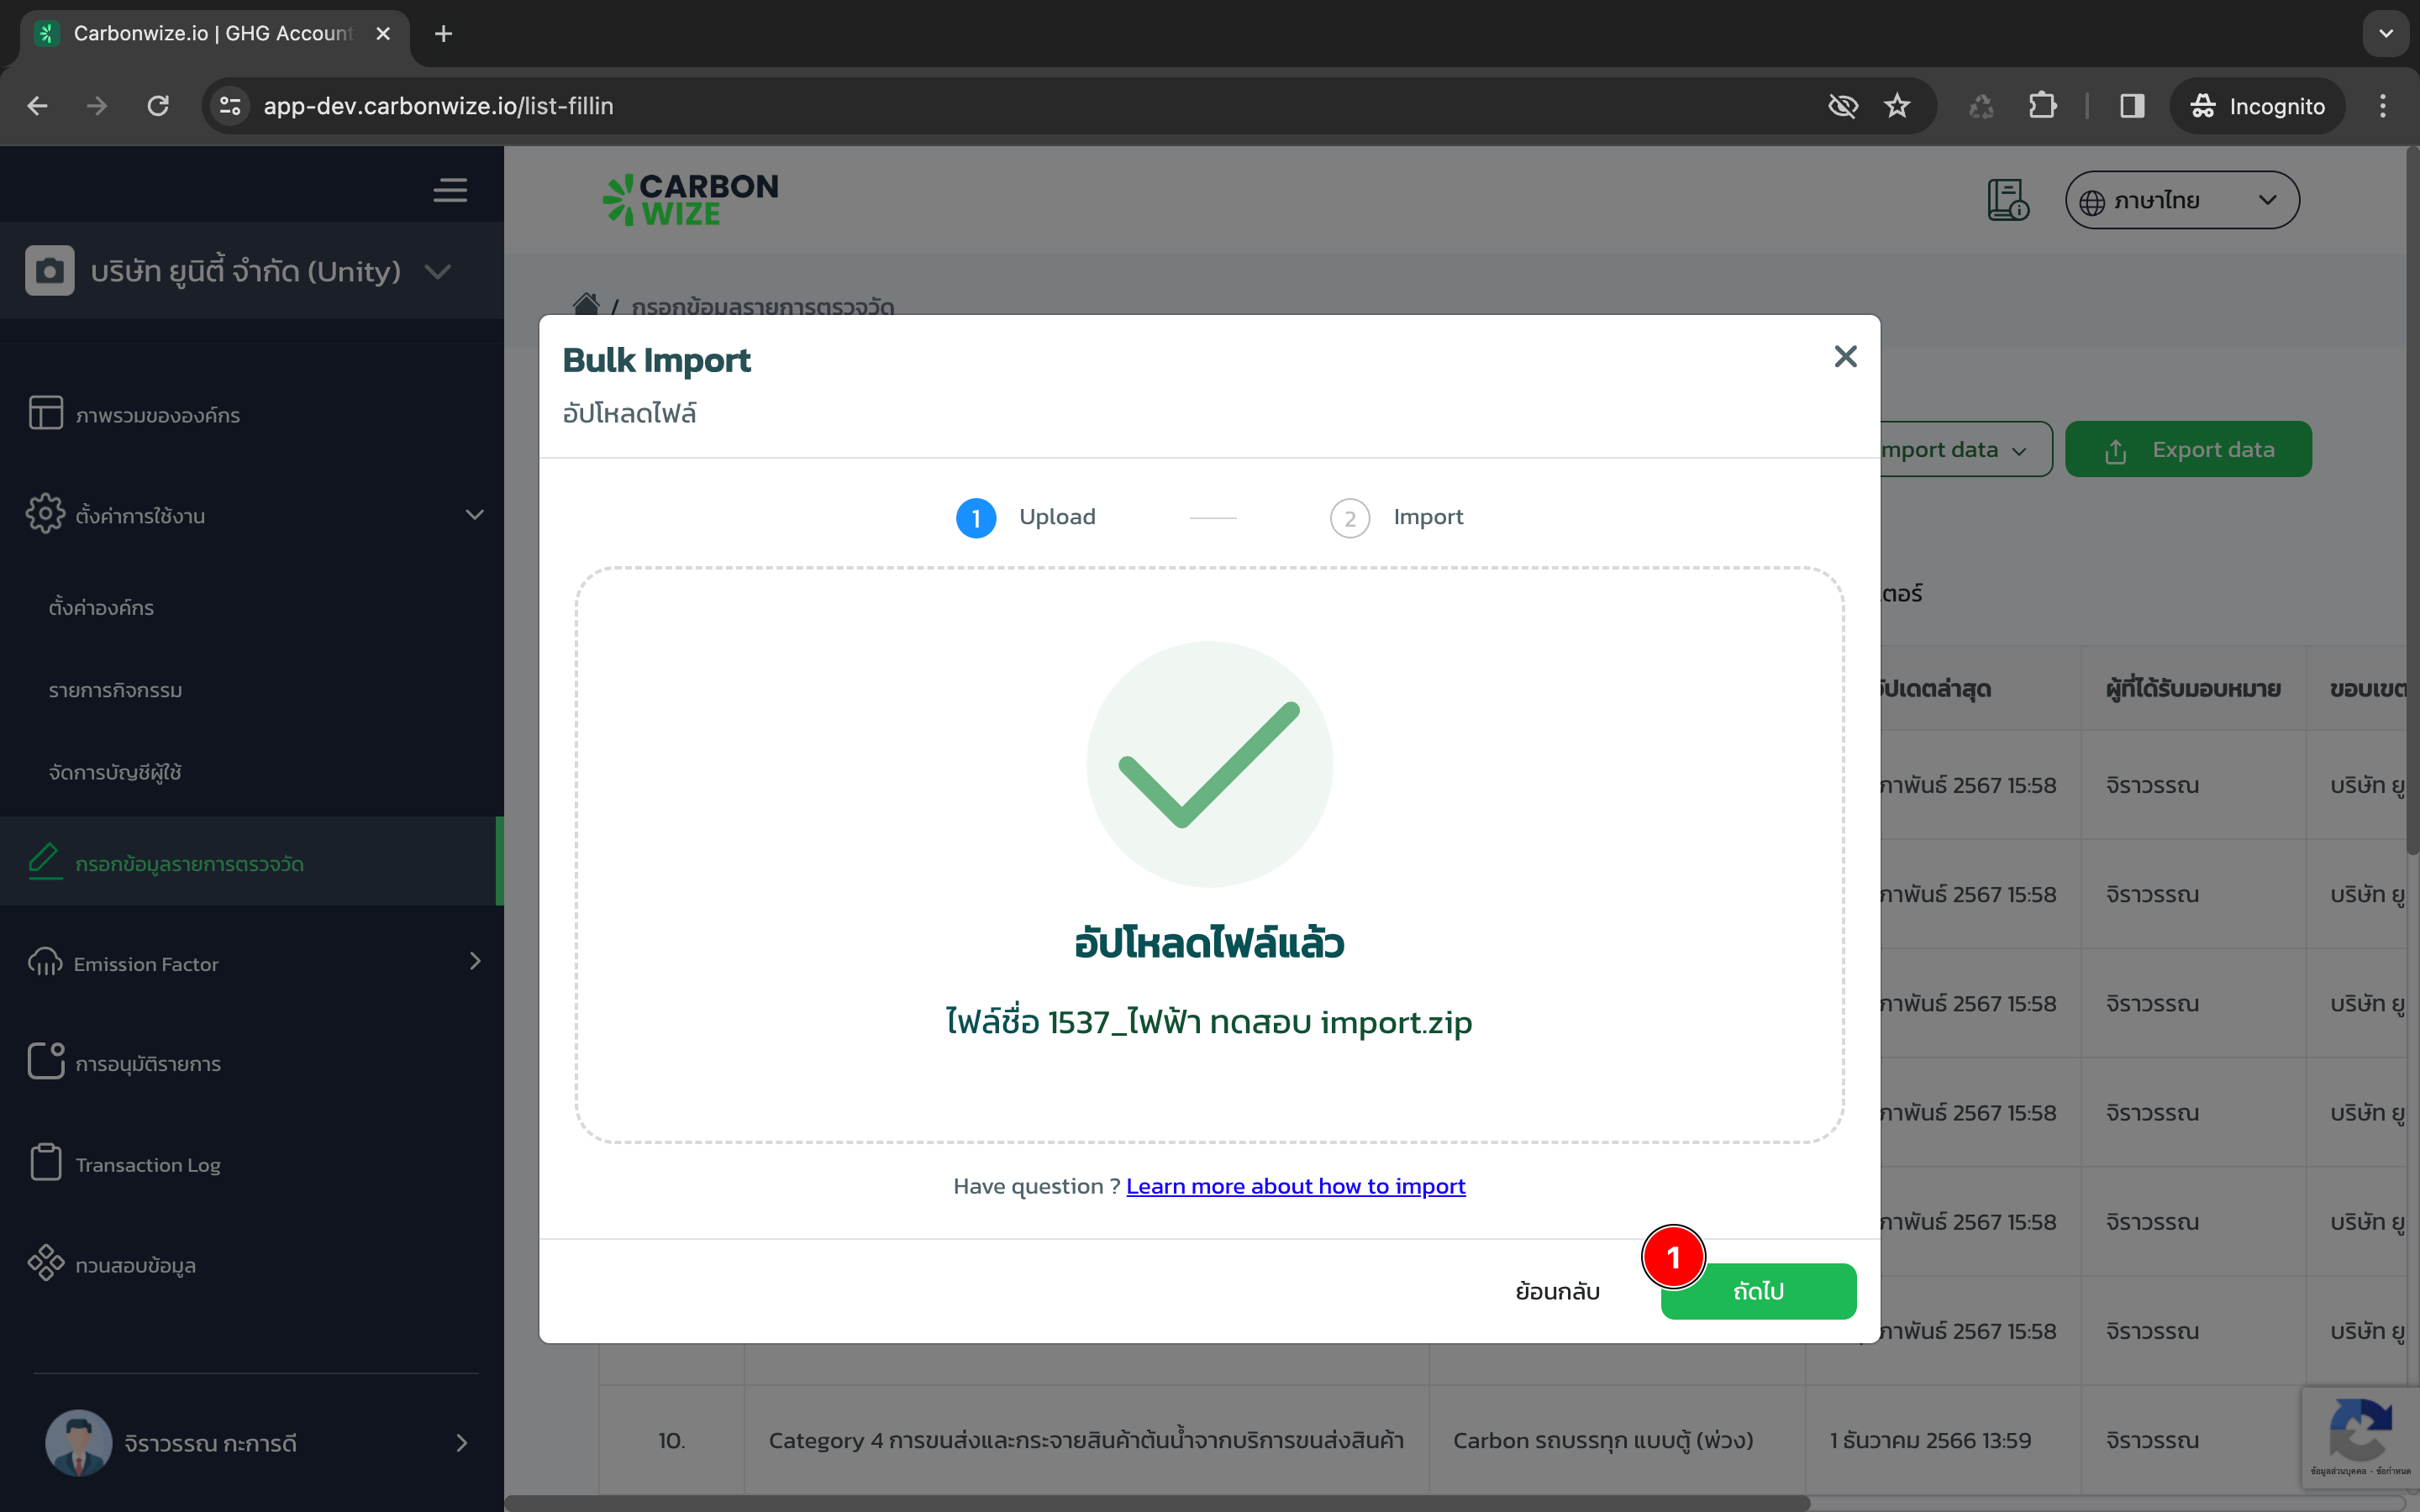 Carbonwize.io | GHG Account
app-dev.carbonwize.io/list-fillin
Incognito
บริษัท ยูนิตี้ จำกัด (Unity)
ภาพรวมขององค์กร
ตั้งค่าการใช้งาน
ตั้งค่าองค์กร
รายการกิจกรรม
จัดการบัญชีผู้ใช้
กรอกข้อมูลรายการตรวจวัด
Emission Factor
การอนุมัติรายการ
Transaction Log
ทวนสอบข้อมูล
จิราวรรณ กะการดี
CARBON
WIZE
ภาษาไทย
/ กรอกข้อมูลรายการตรวจวัด
mport data
Export data
Bulk Import
อัปโหลดไฟล์
1 Upload
2 Import
อัปโหลดไฟล์แล้ว
ไฟล์ชื่อ 1537_ไฟฟ้า ทดสอบ import.zip
Have question ? Learn more about how to import
1
ย้อนกลับ
ถัดไป
ตอร์
ปเดตล่าสุด ผู้ที่ได้รับมอบหมาย ขอบเขต
าพันธ์ 2567 15:58 จิราวรรณ บริษัท ยู
าพันธ์ 2567 15:58 จิราวรรณ บริษัท ยู
าพันธ์ 2567 15:58 จิราวรรณ บริษัท ยู
าพันธ์ 2567 15:58 จิราวรรณ บริษัท ยู
าพันธ์ 2567 15:58 จิราวรรณ บริษัท ยู
าพันธ์ 2567 15:58 จิราวรรณ บริษัท ยู
10. Category 4 การขนส่งและกระจายสินค้าต้นน้ำจากบริการขนส่งสินค้า Carbon รถบรรทุก แบบตู้ (พ่วง) 1 ธันวาคม 2566 13:59 จิราวรรณ
ข้อมูลส่วนบุคคล - ข้อกำหนด